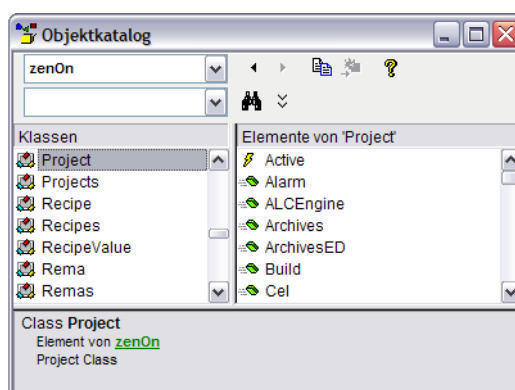 Objektkatalog
zenOn
Klassen
Project
Projects
Recipe
Recipes
RecipeValue
Rema
Remas
Elemente von 'Project'
Active
Alarm
ALCEngine
Archives
ArchivesED
Build
Cel
Class Project
Element von zenOn
Project Class